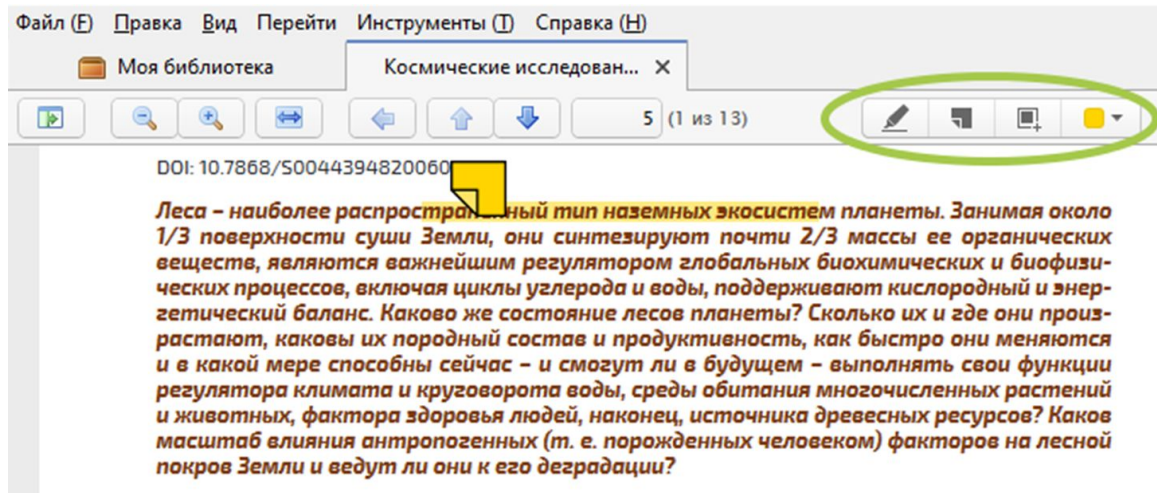 Файл (F) Правка Вид Перейти Инструменты (T) Справка (H)
Моя библиотека Космические исследован... ×
5 (1 из 13)
DOI: 10.7868/S0044394820060
Леса – наиболее распространенный тип наземных экосистем планеты. Занимая около
1/3 поверхности суши Земли, они синтезируют почти 2/3 массы ее органических
веществ, являются важнейшим регулятором глобальных биохимических и биофизи-
ческих процессов, включая циклы углерода и воды, поддерживают кислородный и энер-
гетический баланс. Каково же состояние лесов планеты? Сколько их и где они произ-
растают, каковы их породный состав и продуктивность, как быстро они меняются
и в какой мере способны сейчас – и смогут ли в будущем – выполнять свои функции
регулятора климата и круговорота воды, среды обитания многочисленных растений
и животных, фактора здоровья людей, наконец, источника древесных ресурсов? Каков
масштаб влияния антропогенных (т. е. порожденных человеком) факторов на лесной
покров Земли и ведут ли они к его деградации?